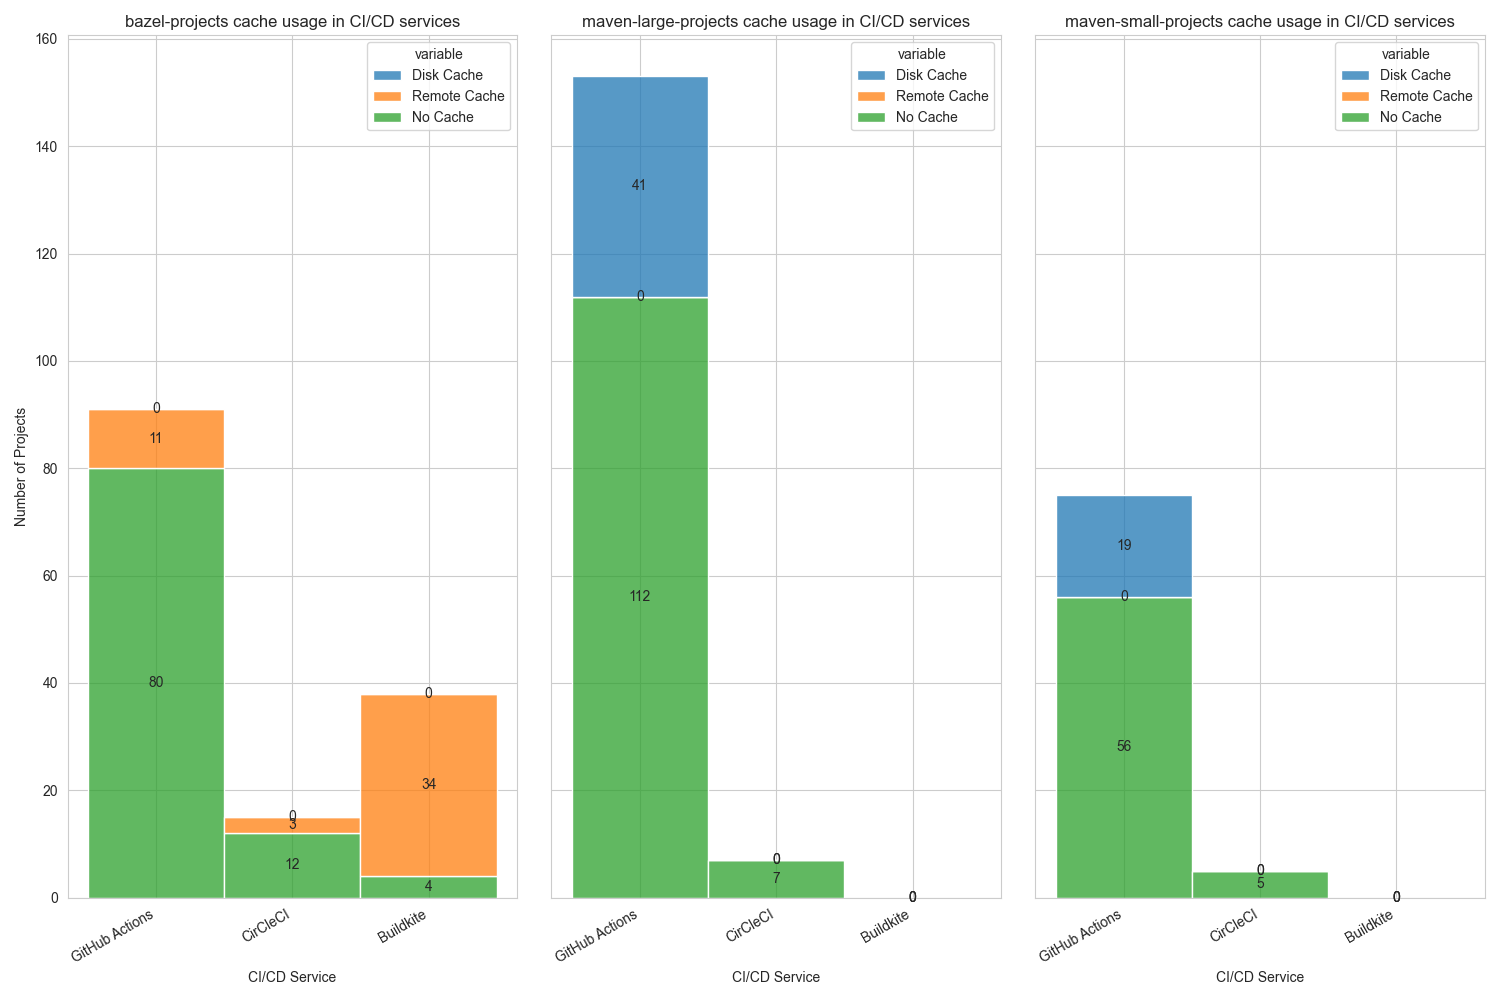 bazel-projects cache usage in CI/CD services
maven-large-projects cache usage in CI/CD services
maven-small-projects cache usage in CI/CD services
Number of Projects
160
140
120
100
80
60
40
20
0
variable
Disk Cache
Remote Cache
No Cache
0
11
80
0
3
12
0
34
4
GitHub Actions
CirCleCI
Buildkite
CI/CD Service
variable
Disk Cache
Remote Cache
No Cache
41
0
112
0
7
0
GitHub Actions
CirCleCI
Buildkite
CI/CD Service
variable
Disk Cache
Remote Cache
No Cache
19
0
56
0
5
0
GitHub Actions
CirCleCI
Buildkite
CI/CD Service